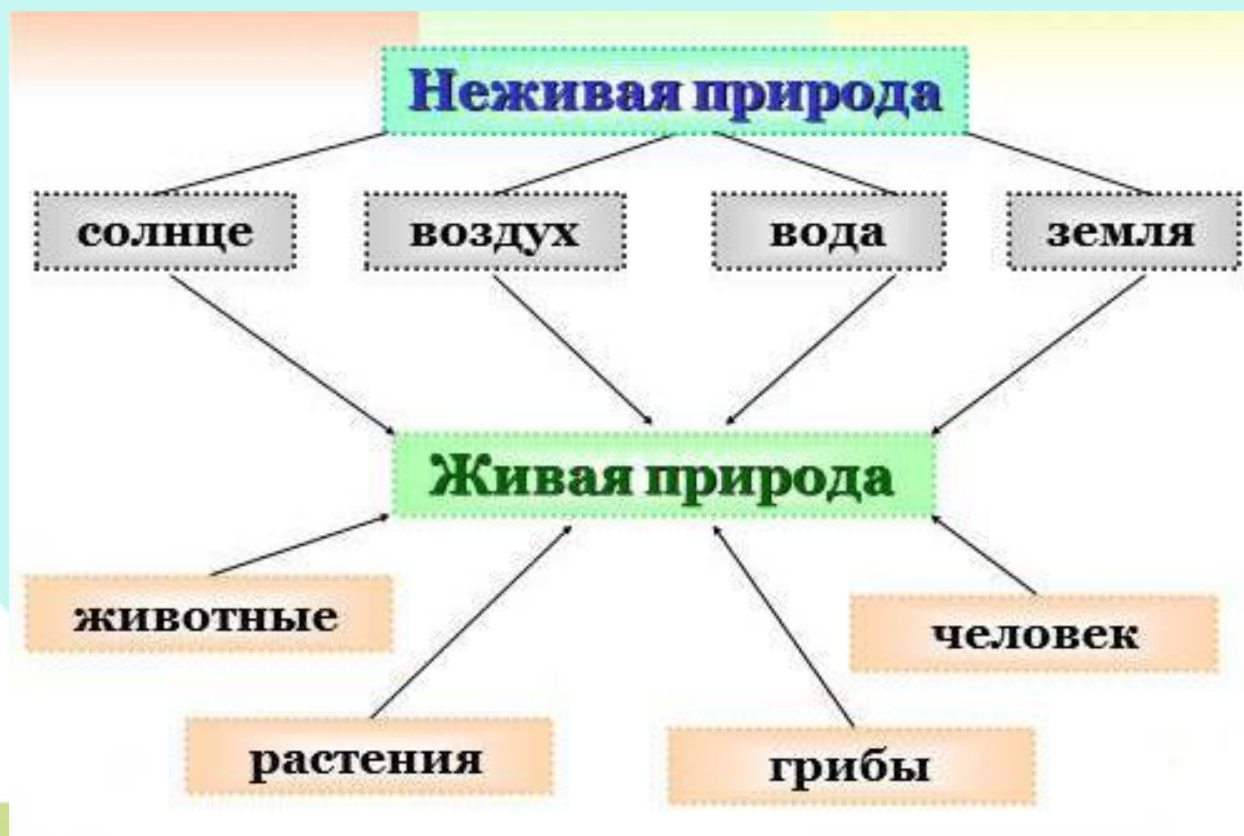 Неживая природа
солнце
воздух
вода
земля
Живая природа
животные
человек
растения
грибы